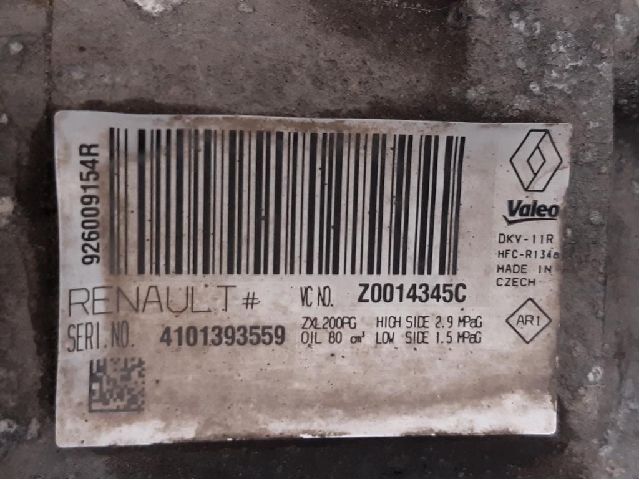 926009154R
Valeo
DKV-11R
HFC-R134a
MADE IN
CZECH
RENAULT # VC NO. Z0014345C
SERI.NO. 4101393559
ZXL200PG HIGH SIDE 2.9 MPaG
OIL 80 cm³ LOW SIDE 1.5 MPaG
AR1